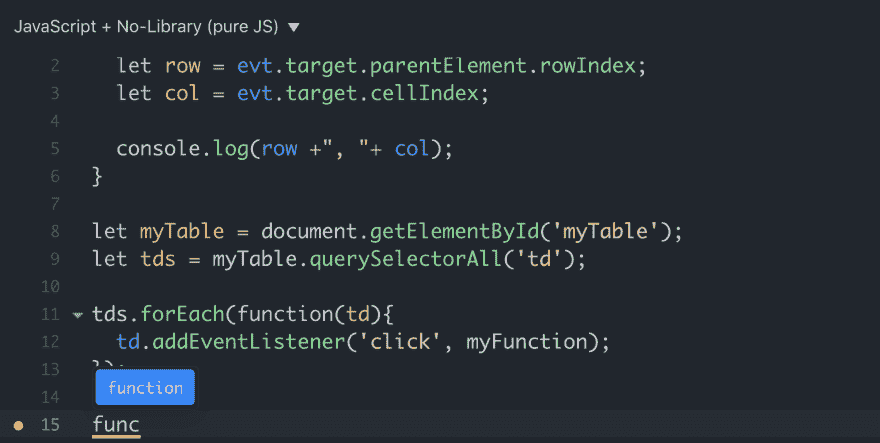 JavaScript + No-Library (pure JS) ▼
2 let row = evt.target.parentElement.rowIndex;
3 let col = evt.target.cellIndex;
4
5 console.log(row +", "+ col);
6 }
7
8 let myTable = document.getElementById('myTable');
9 let tds = myTable.querySelectorAll('td');
10
11 tds.forEach(function(td){
12 td.addEventListener('click', myFunction);
13 });
14 function
15 func